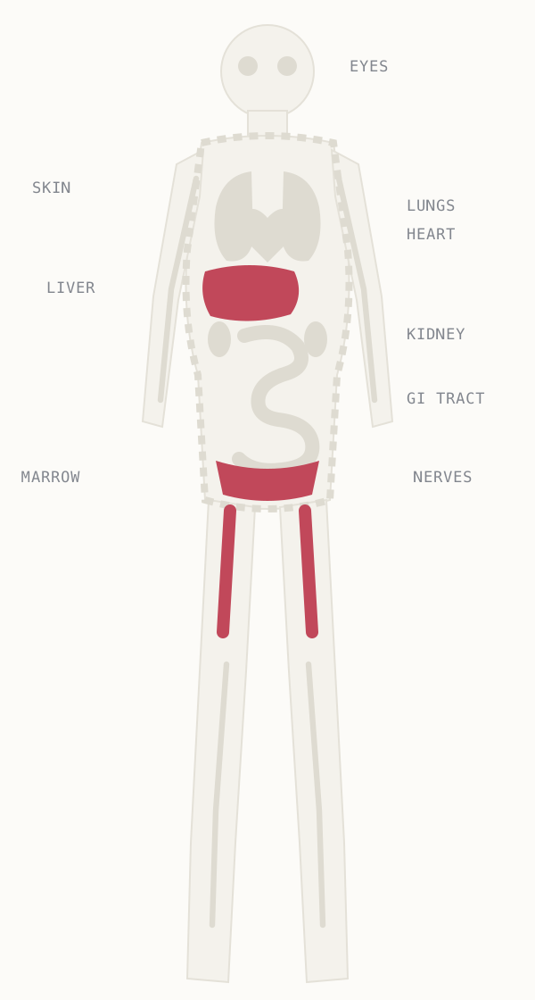 EYES
SKIN
LUNGS
HEART
LIVER
KIDNEY
GI TRACT
MARROW
NERVES